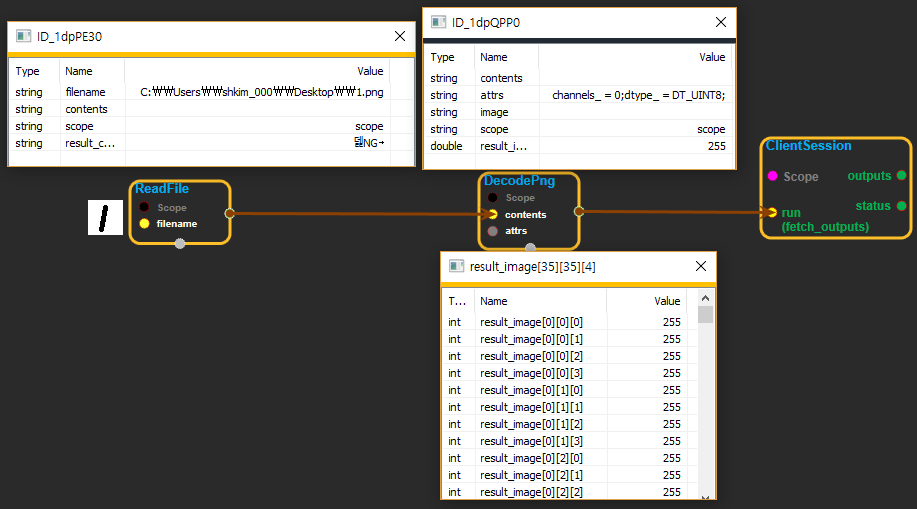 ID_1dpPE30
Type Name Value
string filename C:₩₩Users₩₩shkim_000₩₩Desktop₩₩1.png
string contents
string scope scope
string result_c...
ID_1dpQPP0
Type Name Value
string contents
string attrs channels_ = 0;dtype_ = DT_UINT8;
string image
string scope scope
double result_i... 255
ReadFile
Scope
filename
DecodePng
Scope
contents
attrs
ClientSession
Scope outputs
status
run
(fetch_outputs)
result_image[35][35][4]
T... Name Value
int result_image[0][0][0] 255
int result_image[0][0][1] 255
int result_image[0][0][2] 255
int result_image[0][0][3] 255
int result_image[0][1][0] 255
int result_image[0][1][1] 255
int result_image[0][1][2] 255
int result_image[0][1][3] 255
int result_image[0][2][0] 255
int result_image[0][2][1] 255
int result_image[0][2][2] 255